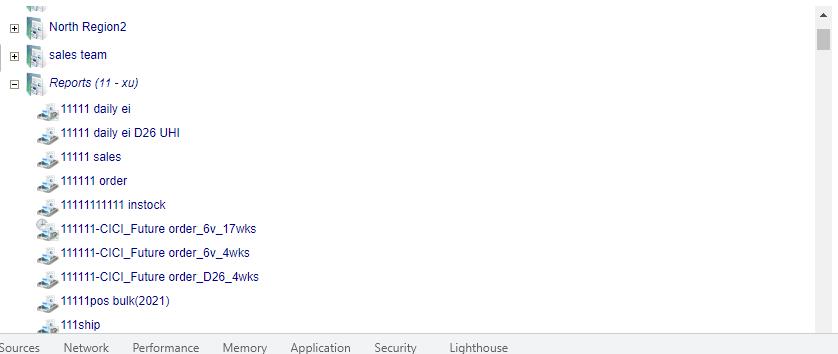 North Region2
sales team
Reports (11 - xu)
11111 daily ei
11111 daily ei D26 UHI
11111 sales
111111 order
11111111111 instock
111111-CICI_Future order_6v_17wks
111111-CICI_Future order_6v_4wks
111111-CICI_Future order_D26_4wks
11111pos bulk(2021)
111ship
Sources Network Performance Memory Application Security Lighthouse